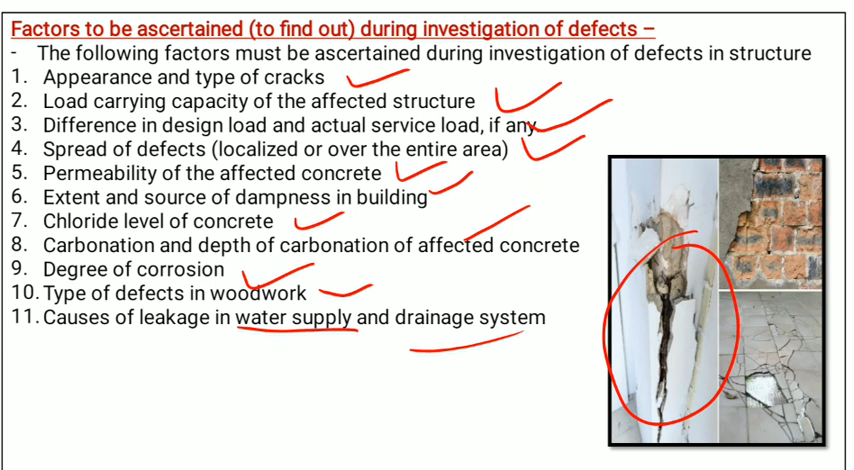 Factors to be ascertained (to find out) during investigation of defects –
- The following factors must be ascertained during investigation of defects in structure
1. Appearance and type of cracks
2. Load carrying capacity of the affected structure
3. Difference in design load and actual service load, if any
4. Spread of defects (localized or over the entire area)
5. Permeability of the affected concrete
6. Extent and source of dampness in building
7. Chloride level of concrete
8. Carbonation and depth of carbonation of affected concrete
9. Degree of corrosion
10. Type of defects in woodwork
11. Causes of leakage in water supply and drainage system